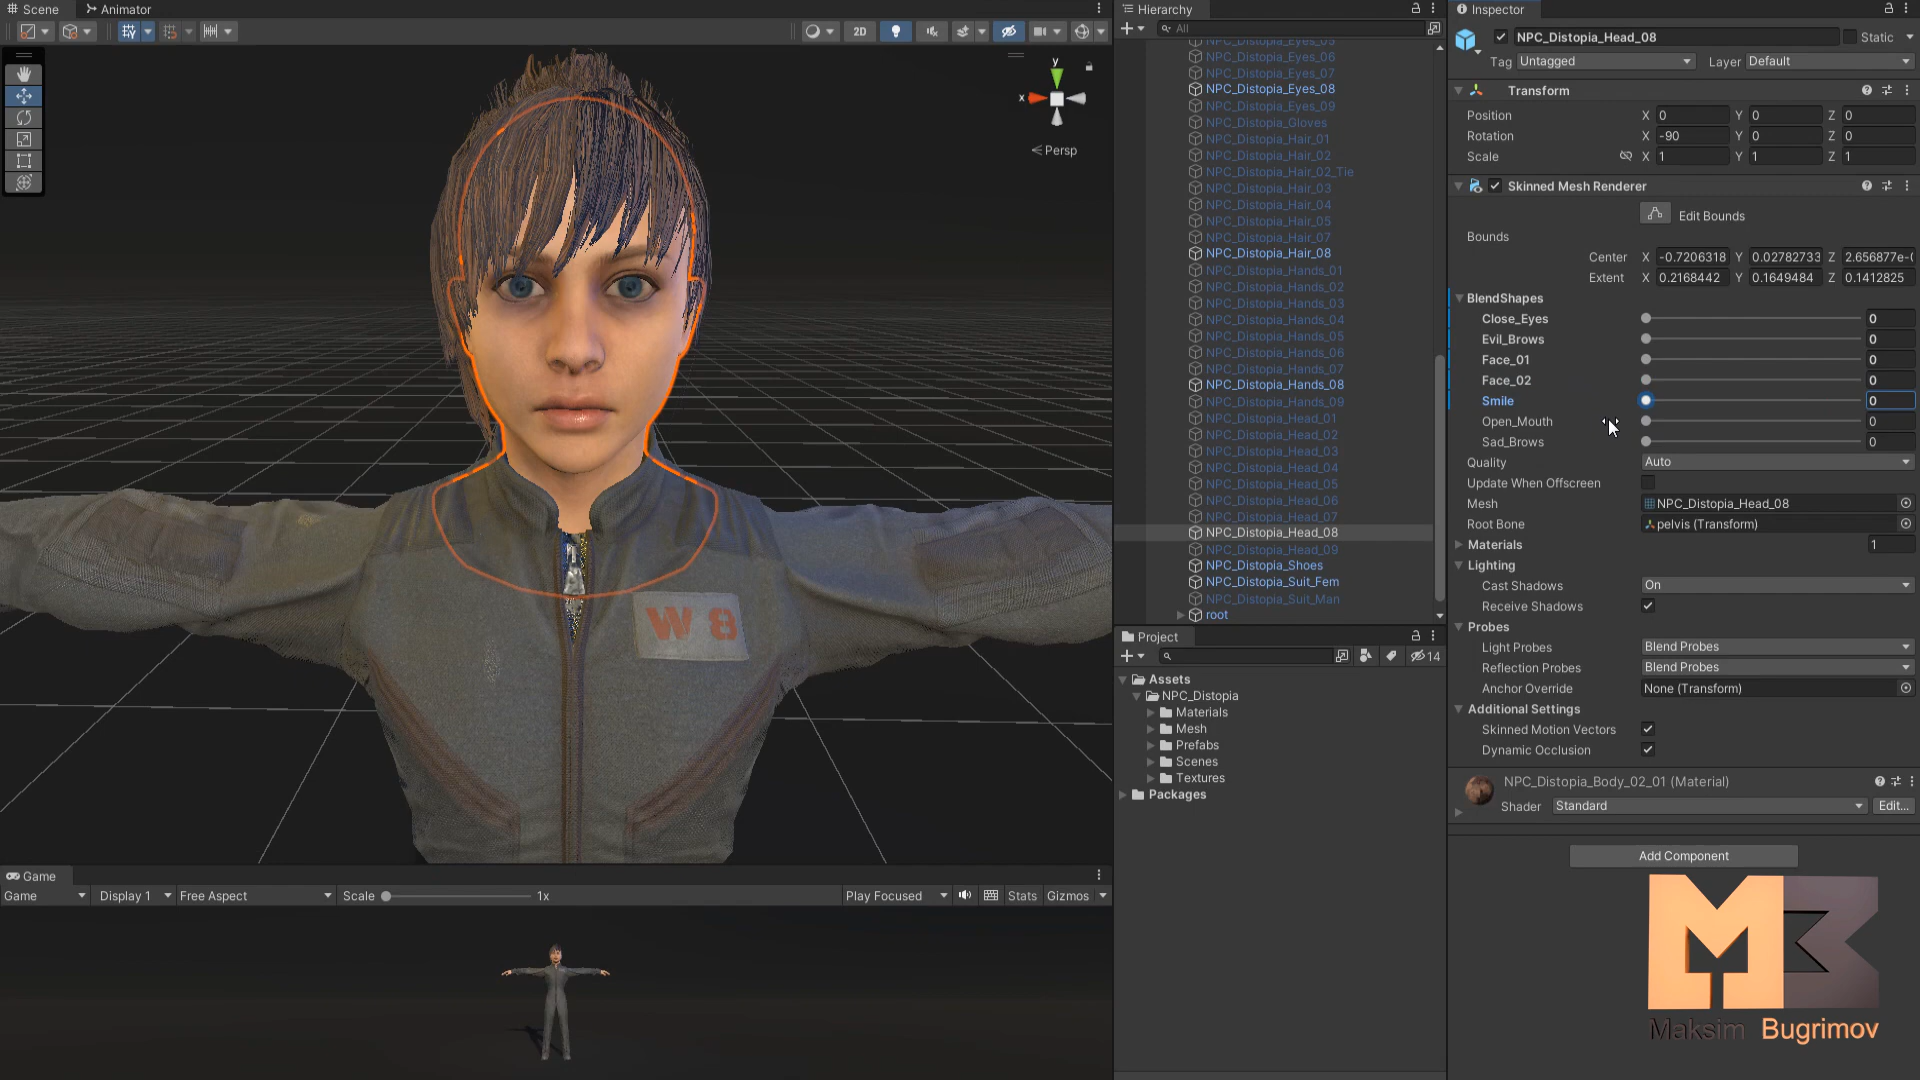 Scene
Animator
2D
y
x
Persp
W 8
Game
Game
Display 1
Free Aspect
Scale
1x
Play Focused
Stats
Gizmos
Hierarchy
All
NPC_Distopia_Eyes_05
NPC_Distopia_Eyes_06
NPC_Distopia_Eyes_07
NPC_Distopia_Eyes_08
NPC_Distopia_Eyes_09
NPC_Distopia_Gloves
NPC_Distopia_Hair_01
NPC_Distopia_Hair_02
NPC_Distopia_Hair_02_Tie
NPC_Distopia_Hair_03
NPC_Distopia_Hair_04
NPC_Distopia_Hair_05
NPC_Distopia_Hair_07
NPC_Distopia_Hair_08
NPC_Distopia_Hands_01
NPC_Distopia_Hands_02
NPC_Distopia_Hands_03
NPC_Distopia_Hands_04
NPC_Distopia_Hands_05
NPC_Distopia_Hands_06
NPC_Distopia_Hands_07
NPC_Distopia_Hands_08
NPC_Distopia_Hands_09
NPC_Distopia_Head_01
NPC_Distopia_Head_02
NPC_Distopia_Head_03
NPC_Distopia_Head_04
NPC_Distopia_Head_05
NPC_Distopia_Head_06
NPC_Distopia_Head_07
NPC_Distopia_Head_08
NPC_Distopia_Head_09
NPC_Distopia_Shoes
NPC_Distopia_Suit_Fem
NPC_Distopia_Suit_Man
root
Project
14
Assets
NPC_Distopia
Materials
Mesh
Prefabs
Scenes
Textures
Packages
Inspector
NPC_Distopia_Head_08
Static
Tag Untagged
Layer Default
Transform
Position X 0 Y 0 Z 0
Rotation X -90 Y 0 Z 0
Scale X 1 Y 1 Z 1
Skinned Mesh Renderer
Edit Bounds
Bounds
Center X -0.7206318 Y 0.02782733 Z 2.656877e-
Extent X 0.2168442 Y 0.1649484 Z 0.1412825
BlendShapes
Close_Eyes 0
Evil_Brows 0
Face_01 0
Face_02 0
Smile 0
Open_Mouth 0
Sad_Brows 0
Quality Auto
Update When Offscreen
Mesh NPC_Distopia_Head_08
Root Bone pelvis (Transform)
Materials 1
Lighting
Cast Shadows On
Receive Shadows
Probes
Light Probes Blend Probes
Reflection Probes Blend Probes
Anchor Override None (Transform)
Additional Settings
Skinned Motion Vectors
Dynamic Occlusion
NPC_Distopia_Body_02_01 (Material)
Shader Standard Edit...
Add Component
Maksim Bugrimov